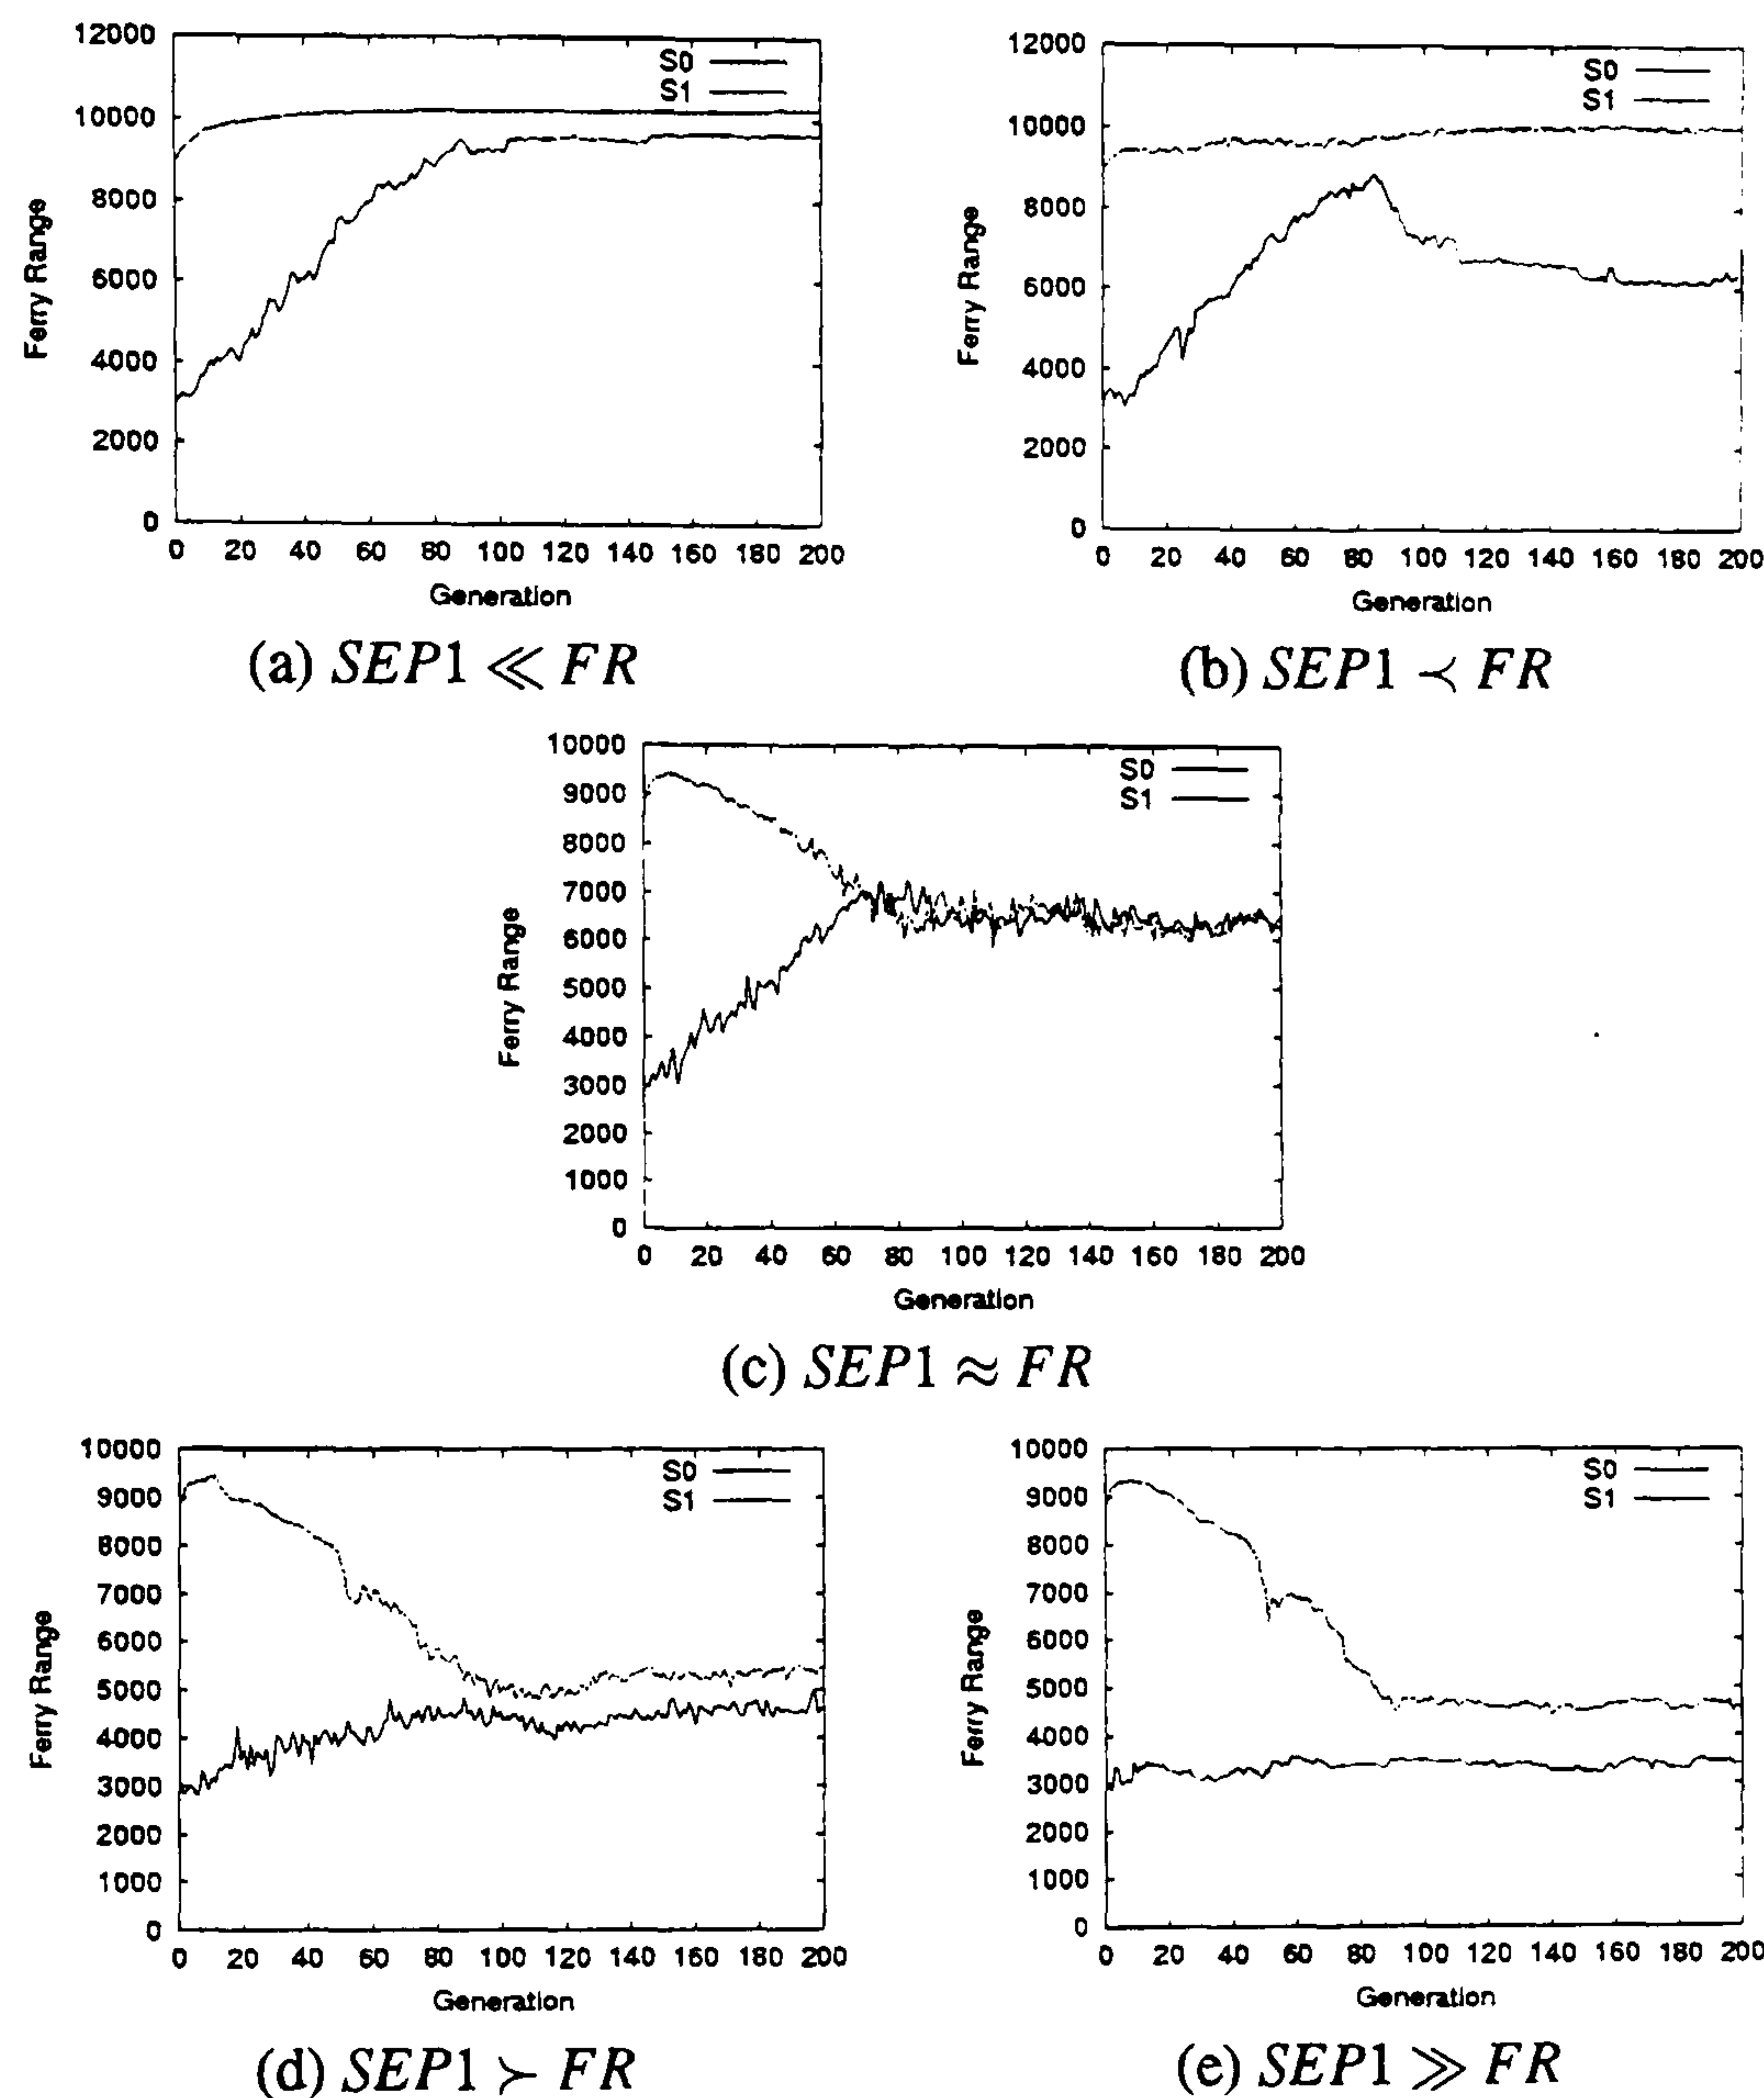 12000
10000
8000
6000
4000
2000
0
Ferry Range
S0
S1
0 20 40 60 80 100 120 140 160 180 200
Generation
(a) SEP1 ≪ FR
12000
10000
8000
6000
4000
2000
0
Ferry Range
S0
S1
0 20 40 60 80 100 120 140 160 180 200
Generation
(b) SEP1 ≺ FR
10000
9000
8000
7000
6000
5000
4000
3000
2000
1000
0
Ferry Range
S0
S1
0 20 40 60 80 100 120 140 160 180 200
Generation
(c) SEP1 ≈ FR
10000
9000
8000
7000
6000
5000
4000
3000
2000
1000
0
Ferry Range
S0
S1
0 20 40 60 80 100 120 140 160 180 200
Generation
(d) SEP1 ≻ FR
10000
9000
8000
7000
6000
5000
4000
3000
2000
1000
0
Ferry Range
S0
S1
0 20 40 60 80 100 120 140 160 180 200
Generation
(e) SEP1 ≫ FR